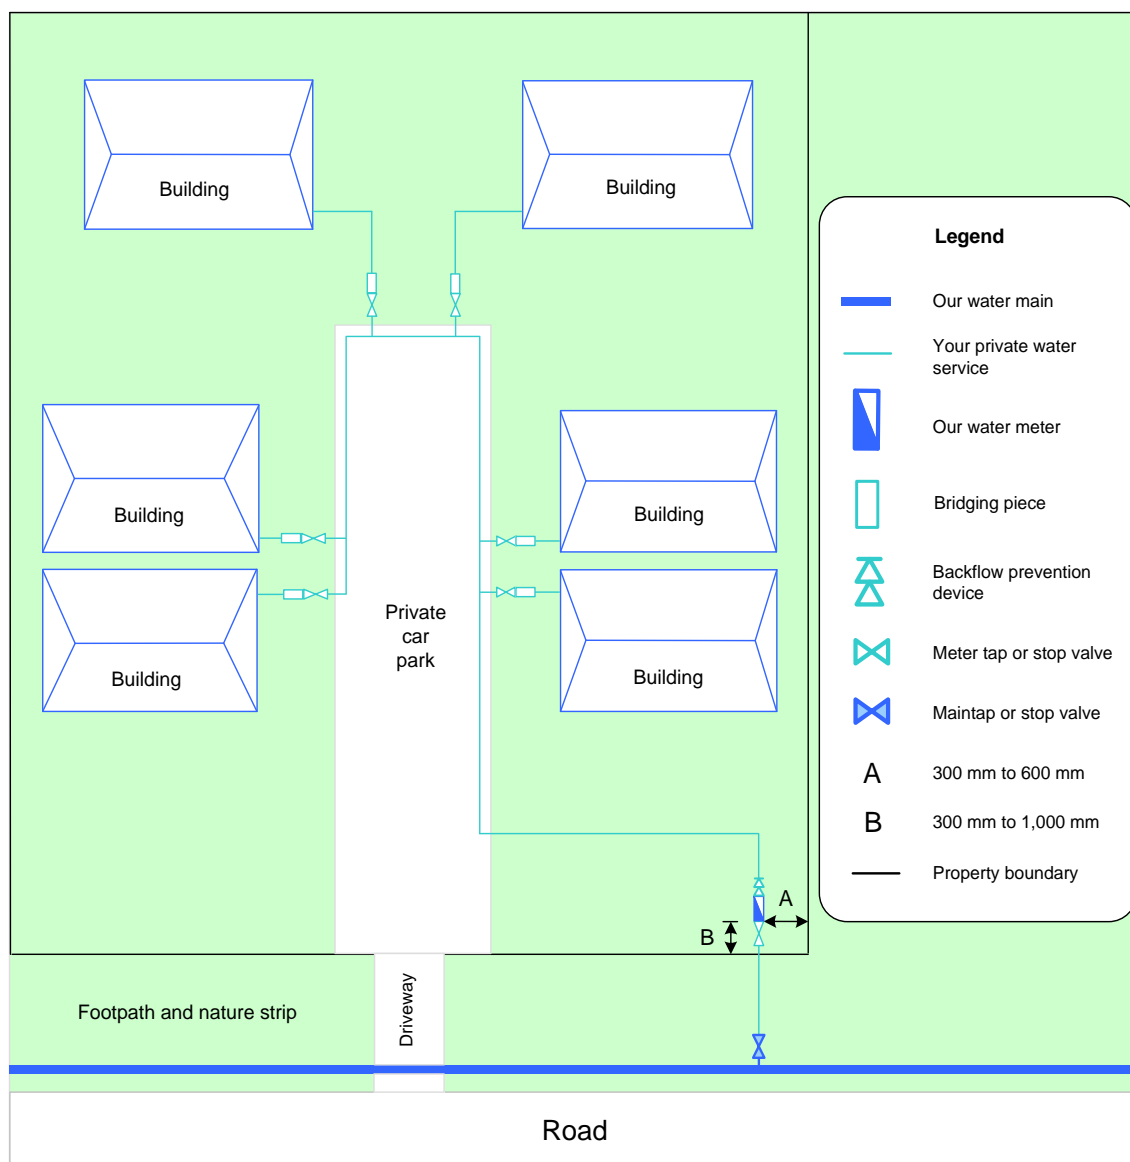 Building
Building
Building
Building
Building
Building
Private
car
park
A
B
Driveway
Footpath and nature strip
Road
Legend
Our water main
Your private water
service
Our water meter
Bridging piece
Backflow prevention
device
Meter tap or stop valve
Maintap or stop valve
A 300 mm to 600 mm
B 300 mm to 1,000 mm
Property boundary